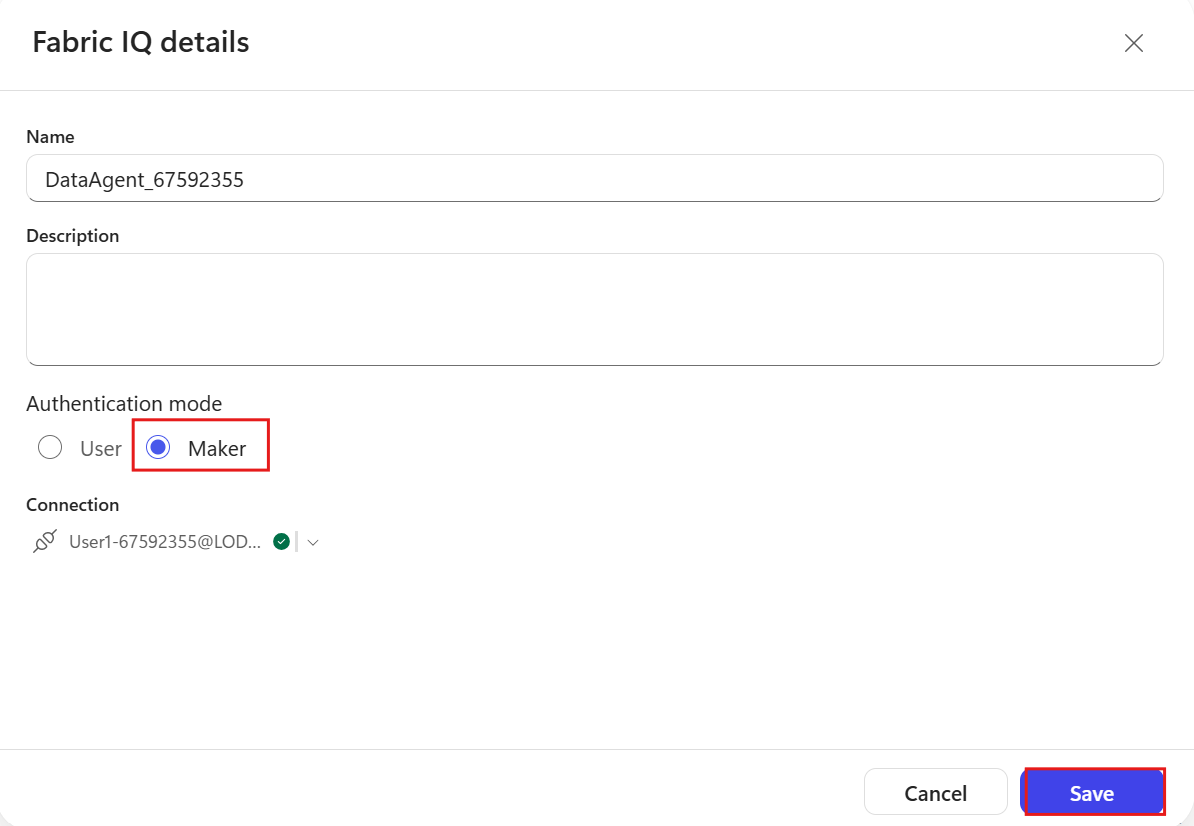 Fabric IQ details
Name
DataAgent_67592355
Description
Authentication mode
User Maker
Connection
User1-67592355@LOD...
Cancel Save